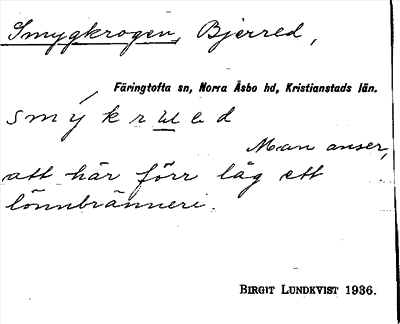 Smygkrogen, Bjerred,
Färingtofta sn, Norra Åsbo hd, Kristianstads län.
Man anser,
att här förr låg ett
lönnbränneri.
BIRGIT LUNDKVIST 1936.